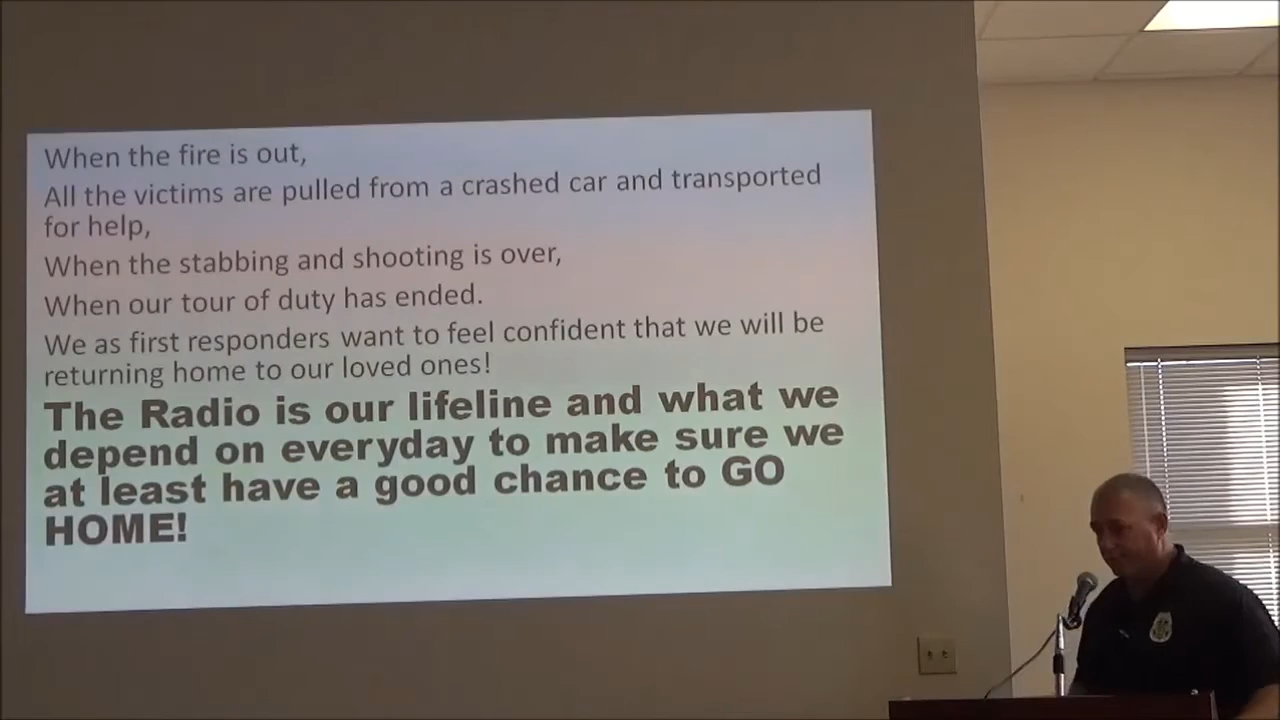 When the fire is out,
All the victims are pulled from a crashed car and transported
for help,
When the stabbing and shooting is over,
When our tour of duty has ended.
We as first responders want to feel confident that we will be
returning home to our loved ones!
The Radio is our lifeline and what we
depend on everyday to make sure we
at least have a good chance to GO
HOME!